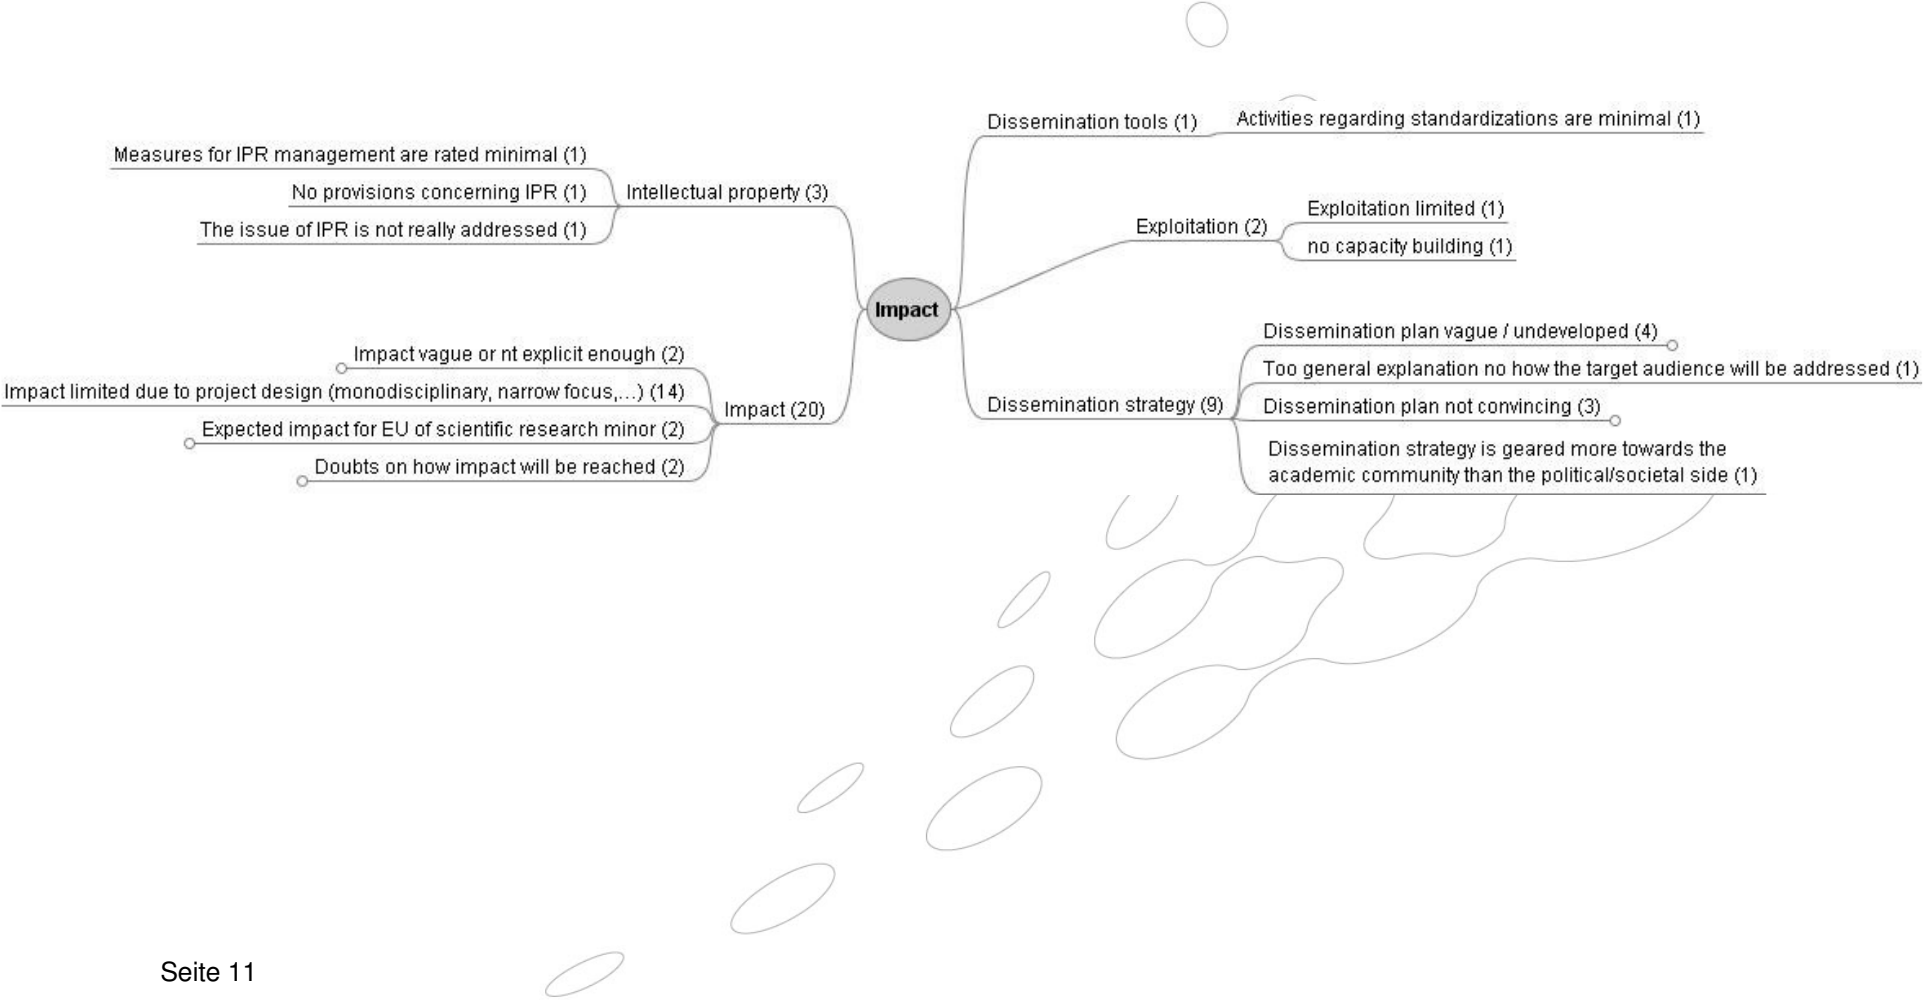 Measures for IPR management are rated minimal (1)
No provisions concerning IPR (1)
The issue of IPR is not really addressed (1)
Intellectual property (3)
Impact vague or nt explicit enough (2)
Impact limited due to project design (monodisciplinary, narrow focus,...) (14)
Expected impact for EU of scientific research minor (2)
Doubts on how impact will be reached (2)
Impact (20)
Impact
Dissemination tools (1)
Activities regarding standardizations are minimal (1)
Exploitation (2)
Exploitation limited (1)
no capacity building (1)
Dissemination strategy (9)
Dissemination plan vague / undeveloped (4)
Too general explanation no how the target audience will be addressed (1)
Dissemination plan not convincing (3)
Dissemination strategy is geared more towards the
academic community than the political/societal side (1)
Seite 11